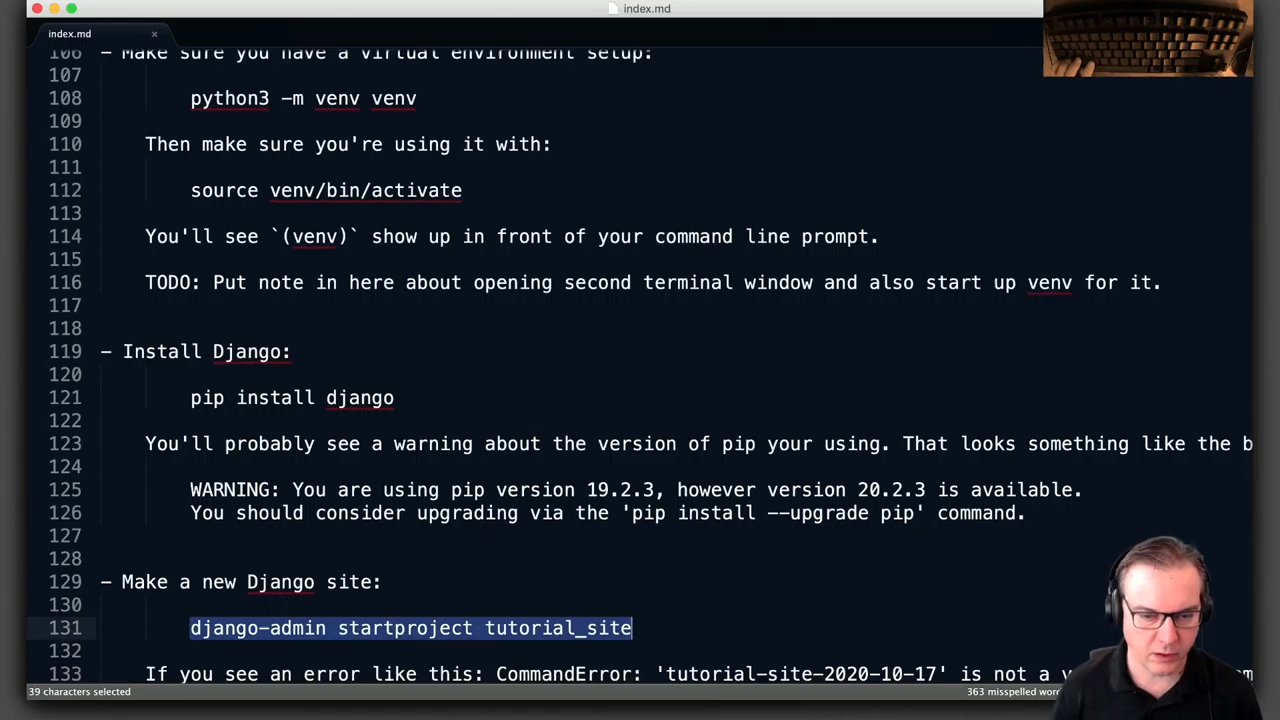 index.md
index.md
106 - Make sure you have a virtual environment setup:
107
108 python3 -m venv venv
109
110 Then make sure you're using it with:
111
112 source venv/bin/activate
113
114 You'll see `(venv)` show up in front of your command line prompt.
115
116 TODO: Put note in here about opening second terminal window and also start up venv for it.
117
118
119 - Install Django:
120
121 pip install django
122
123 You'll probably see a warning about the version of pip your using. That looks something like the b
124
125 WARNING: You are using pip version 19.2.3, however version 20.2.3 is available.
126 You should consider upgrading via the 'pip install --upgrade pip' command.
127
128
129 - Make a new Django site:
130
131 django-admin startproject tutorial_site
132
133 If you see an error like this: CommandError: 'tutorial-site-2020-10-17' is not a
39 characters selected
363 misspelled